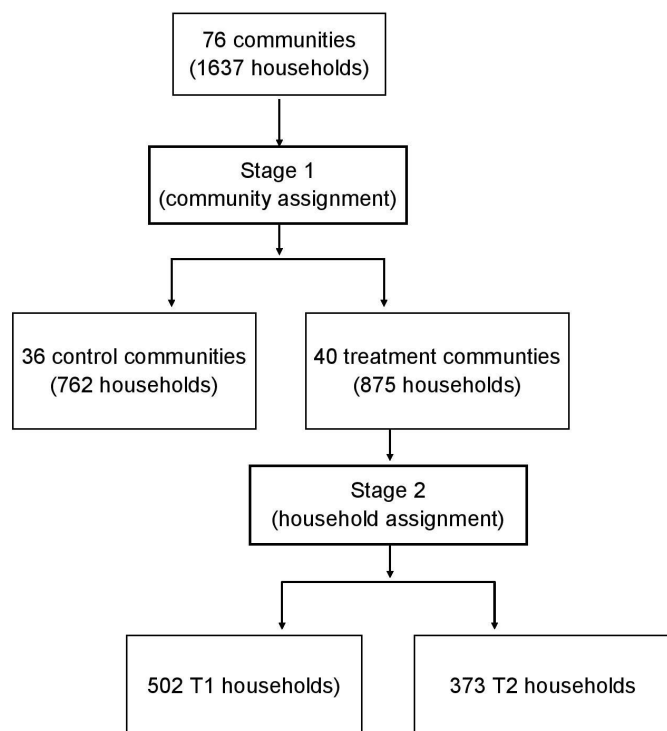 76 communities
(1637 households)
Stage 1
(community assignment)
36 control communities
(762 households)
40 treatment communties
(875 households)
Stage 2
(household assignment)
502 T1 households)
373 T2 households